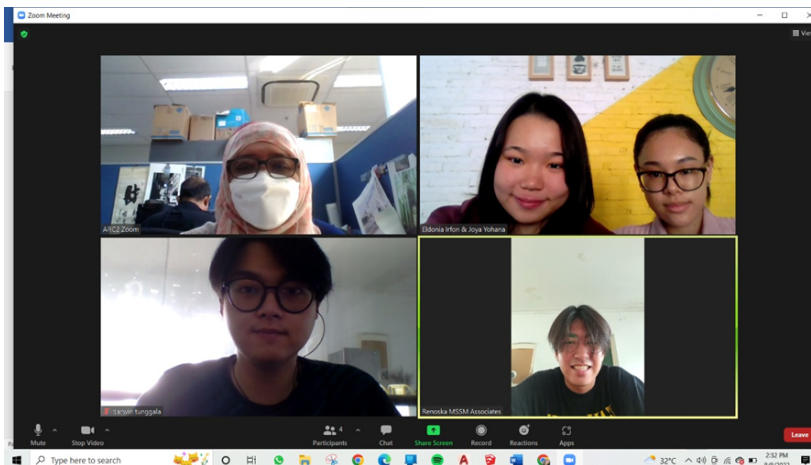 Zoom Meeting
View
ARC2 Zoom
Eldonia Irfon & Joya Yohana
darwin tunggala
Renoska MSSM Associates
Mute
Stop Video
4
Participants
Chat
Share Screen
Record
Reactions
Apps
Leave
Type here to search
32°C
2:32 PM